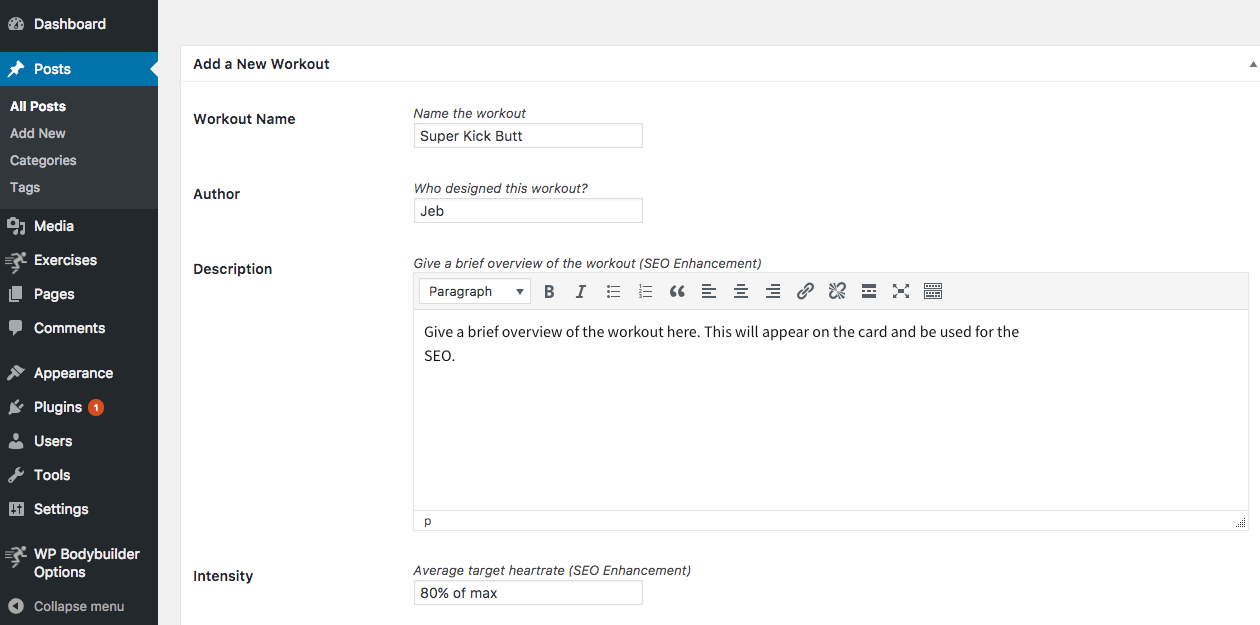 Dashboard
Posts
All Posts
Add New
Categories
Tags
Media
Exercises
Pages
Comments
Appearance
Plugins 1
Users
Tools
Settings
WP Bodybuilder
Options
Collapse menu
Add a New Workout
Workout Name
Name the workout
Super Kick Butt
Author
Who designed this workout?
Jeb
Description
Give a brief overview of the workout (SEO Enhancement)
Paragraph
Give a brief overview of the workout here. This will appear on the card and be used for the
SEO.
p
Intensity
Average target heartrate (SEO Enhancement)
80% of max